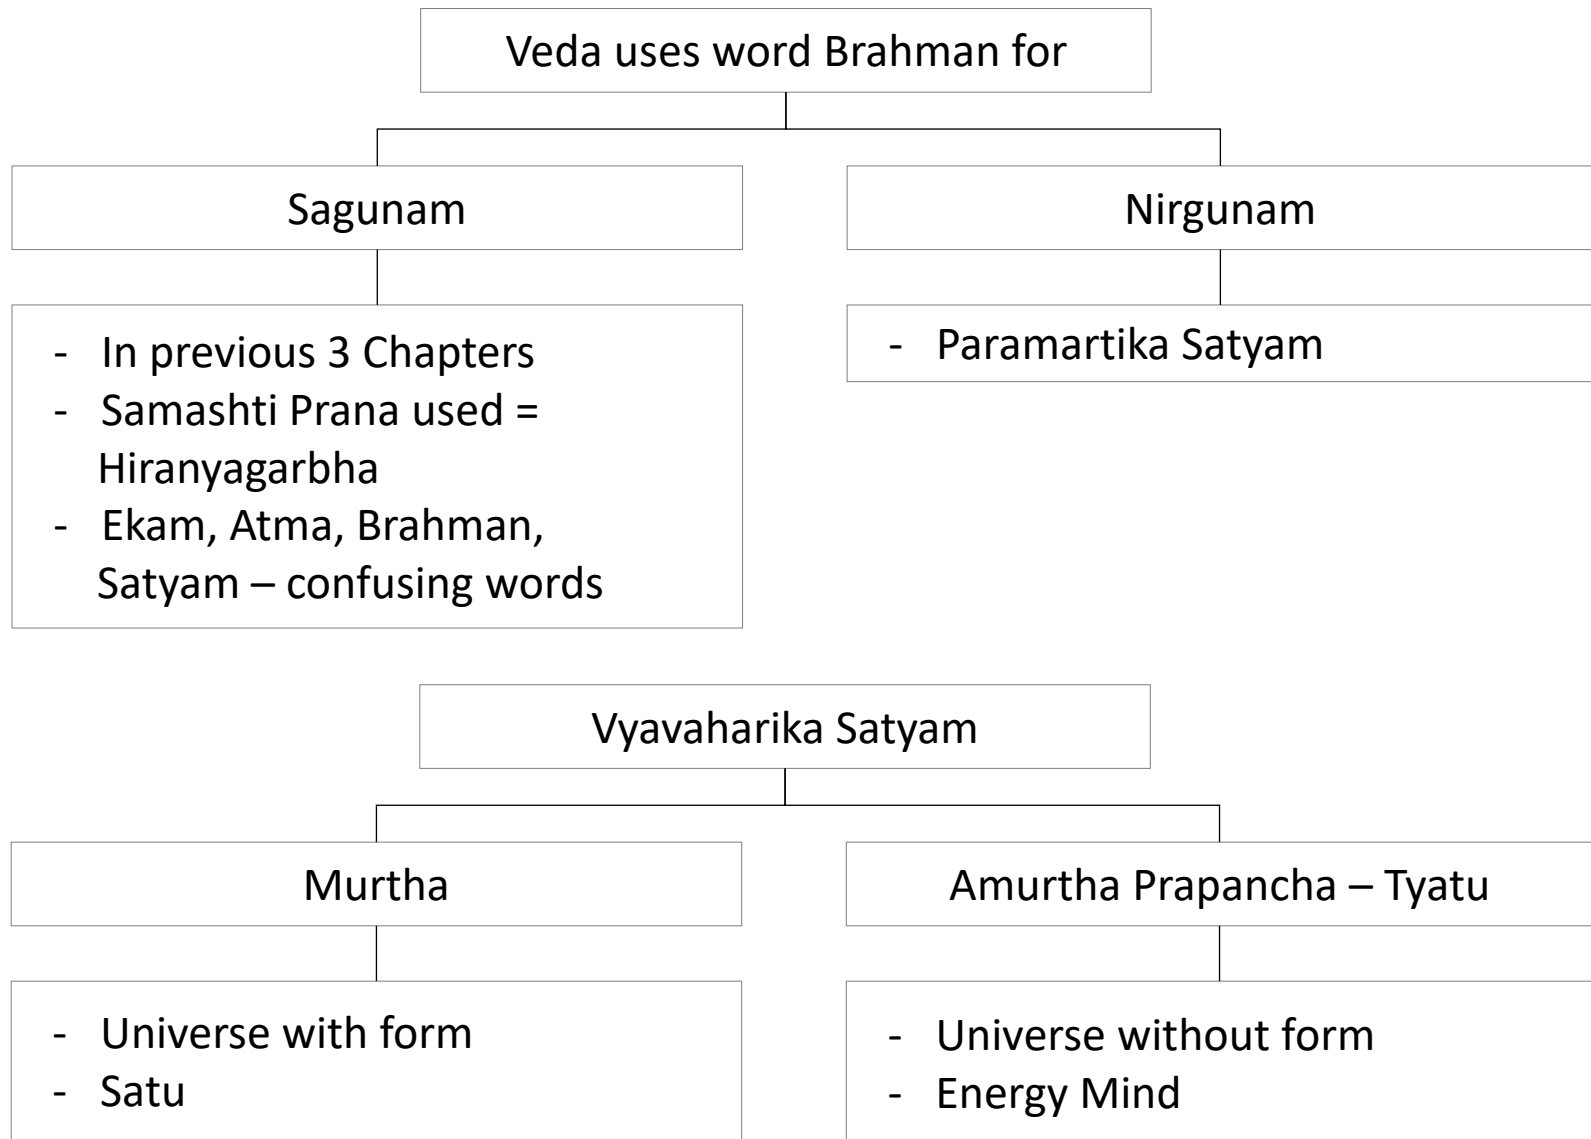 Veda uses word Brahman for
Sagunam
Nirgunam
- In previous 3 Chapters
- Samashti Prana used =
Hiranyagarbha
- Ekam, Atma, Brahman,
Satyam – confusing words
- Paramartika Satyam
Vyavaharika Satyam
Murtha
Amurtha Prapancha – Tyatu
- Universe with form
- Satu
- Universe without form
- Energy Mind